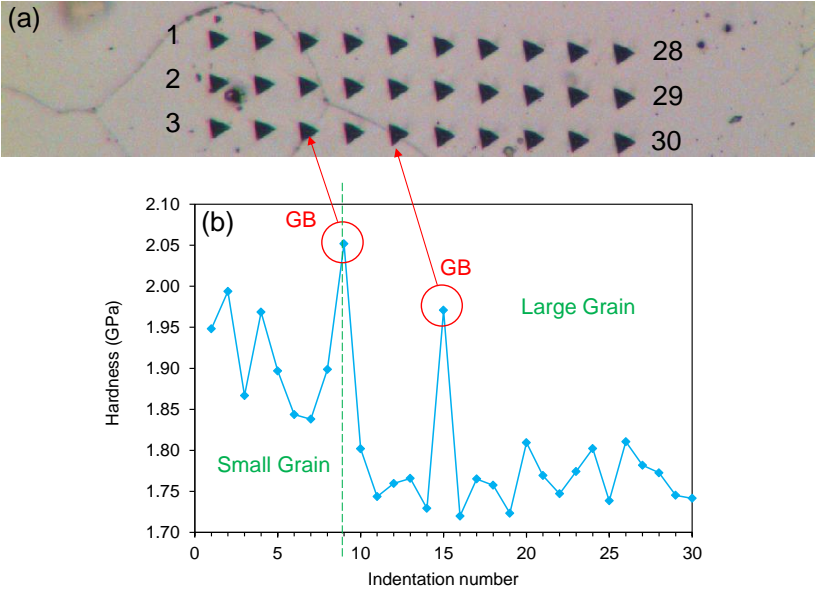 (a)
1
2
3
28
29
30
(b)
GB
GB
Large Grain
Small Grain
Hardness (GPa)
2.10
2.05
2.00
1.95
1.90
1.85
1.80
1.75
1.70
0
5
10
15
20
25
30
Indentation number